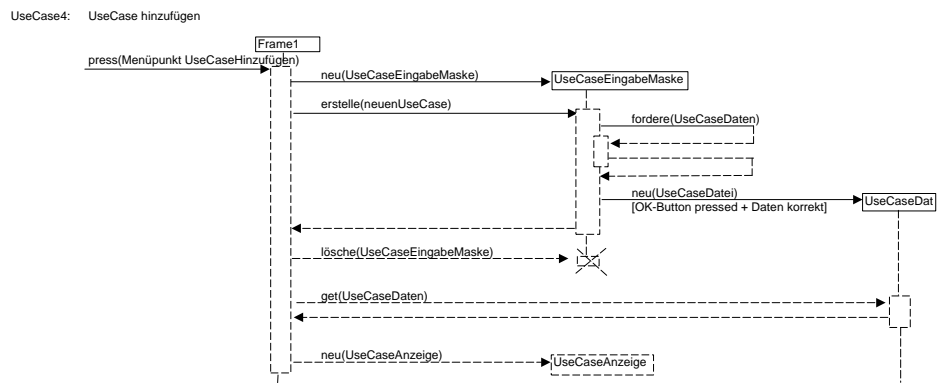 UseCase4: UseCase hinzufügen
Frame1
press(Menüpunkt UseCaseHinzufügen)
neu(UseCaseEingabeMaske)
UseCaseEingabeMaske
erstelle(neuenUseCase)
fordere(UseCaseDaten)
neu(UseCaseDatei)
[OK-Button pressed + Daten korrekt]
UseCaseDat
lösche(UseCaseEingabeMaske)
get(UseCaseDaten)
neu(UseCaseAnzeige)
UseCaseAnzeige